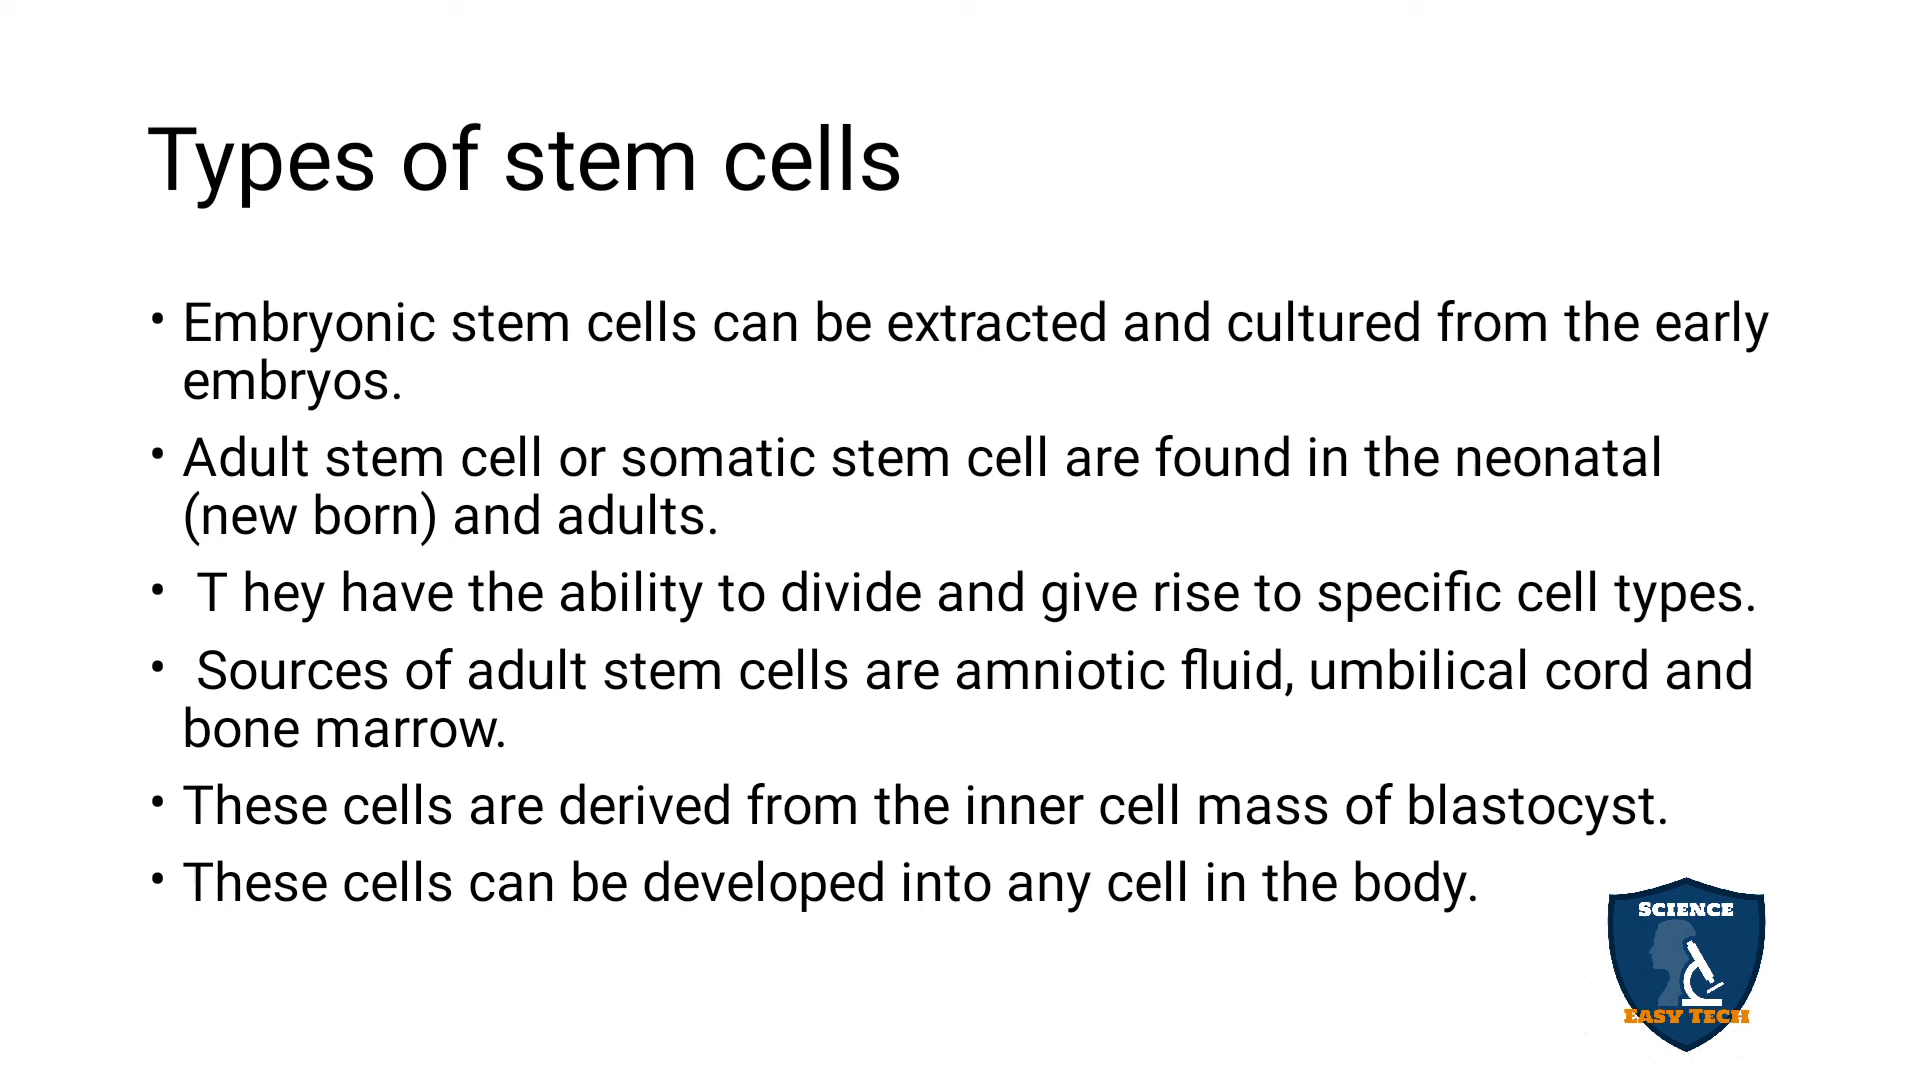 Types of stem cells
• Embryonic stem cells can be extracted and cultured from the early
embryos.
• Adult stem cell or somatic stem cell are found in the neonatal
(new born) and adults.
• T hey have the ability to divide and give rise to specific cell types.
• Sources of adult stem cells are amniotic fluid, umbilical cord and
bone marrow.
• These cells are derived from the inner cell mass of blastocyst.
• These cells can be developed into any cell in the body.
SCIENCE
EASY TECH